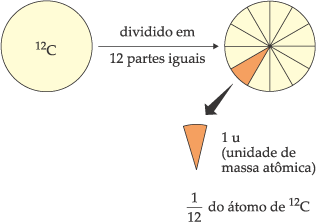 ¹²C
dividido em
12 partes iguais
1 u
(unidade de
massa atômica)
1/12 do átomo de ¹²C